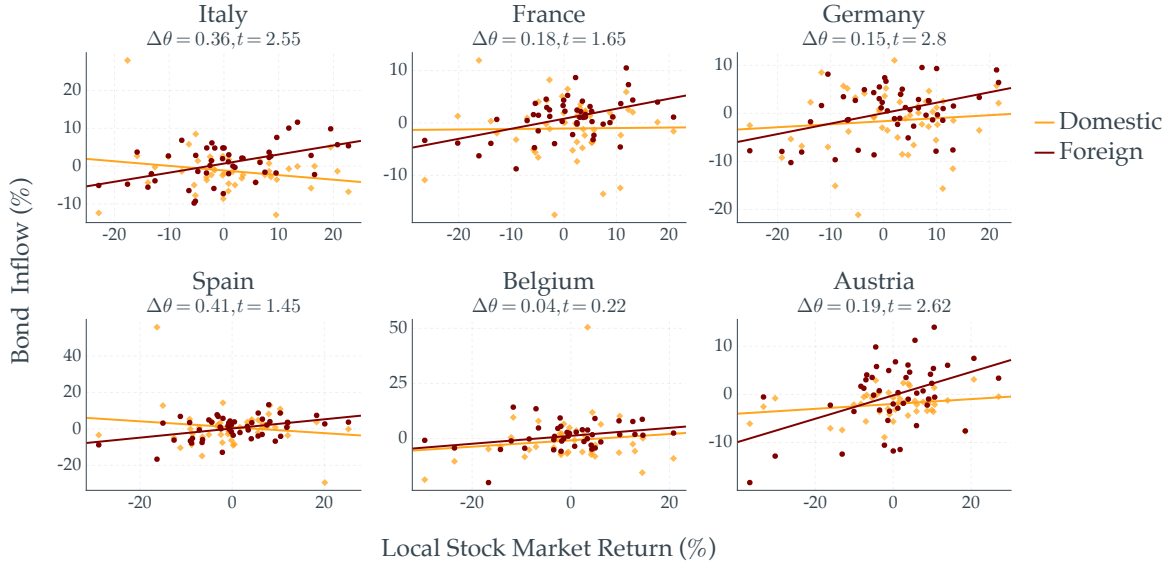 Italy
Δθ = 0.36, t = 2.55
France
Δθ = 0.18, t = 1.65
Germany
Δθ = 0.15, t = 2.8
20
10
0
-10
-20
-10
0
10
20
10
0
-10
-20
-10
0
10
20
10
0
-10
-20
-20
-10
0
10
20
Domestic
Foreign
Bond Inflow (%)
Spain
Δθ = 0.41, t = 1.45
Belgium
Δθ = 0.04, t = 0.22
Austria
Δθ = 0.19, t = 2.62
40
20
0
-20
-20
0
20
50
25
0
-20
0
20
10
0
-10
-20
0
20
Local Stock Market Return (%)